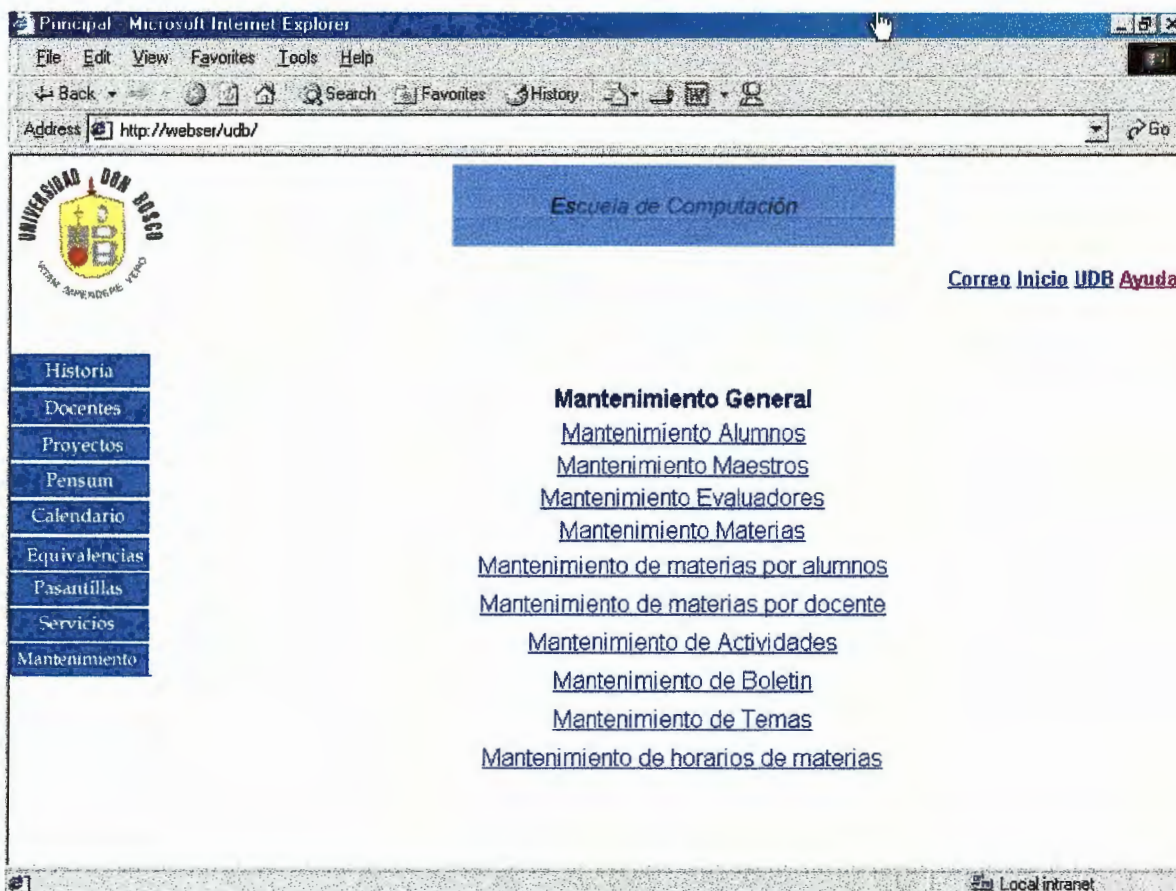 Principal - Microsoft Internet Explorer
File Edit View Favorites Tools Help
Back Search Favorites History
Address http://webser/udb/ Go
UNIVERSIDAD DON BOSCO
Escuela de Computación
Correo Inicio UDB Ayuda
Historia
Docentes
Proyectos
Pensum
Calendario
Equivalencias
Pasantillas
Servicios
Mantenimiento
Mantenimiento General
Mantenimiento Alumnos
Mantenimiento Maestros
Mantenimiento Evaluadores
Mantenimiento Materias
Mantenimiento de materias por alumnos
Mantenimiento de materias por docente
Mantenimiento de Actividades
Mantenimiento de Boletin
Mantenimiento de Temas
Mantenimiento de horarios de materias
Local intranet